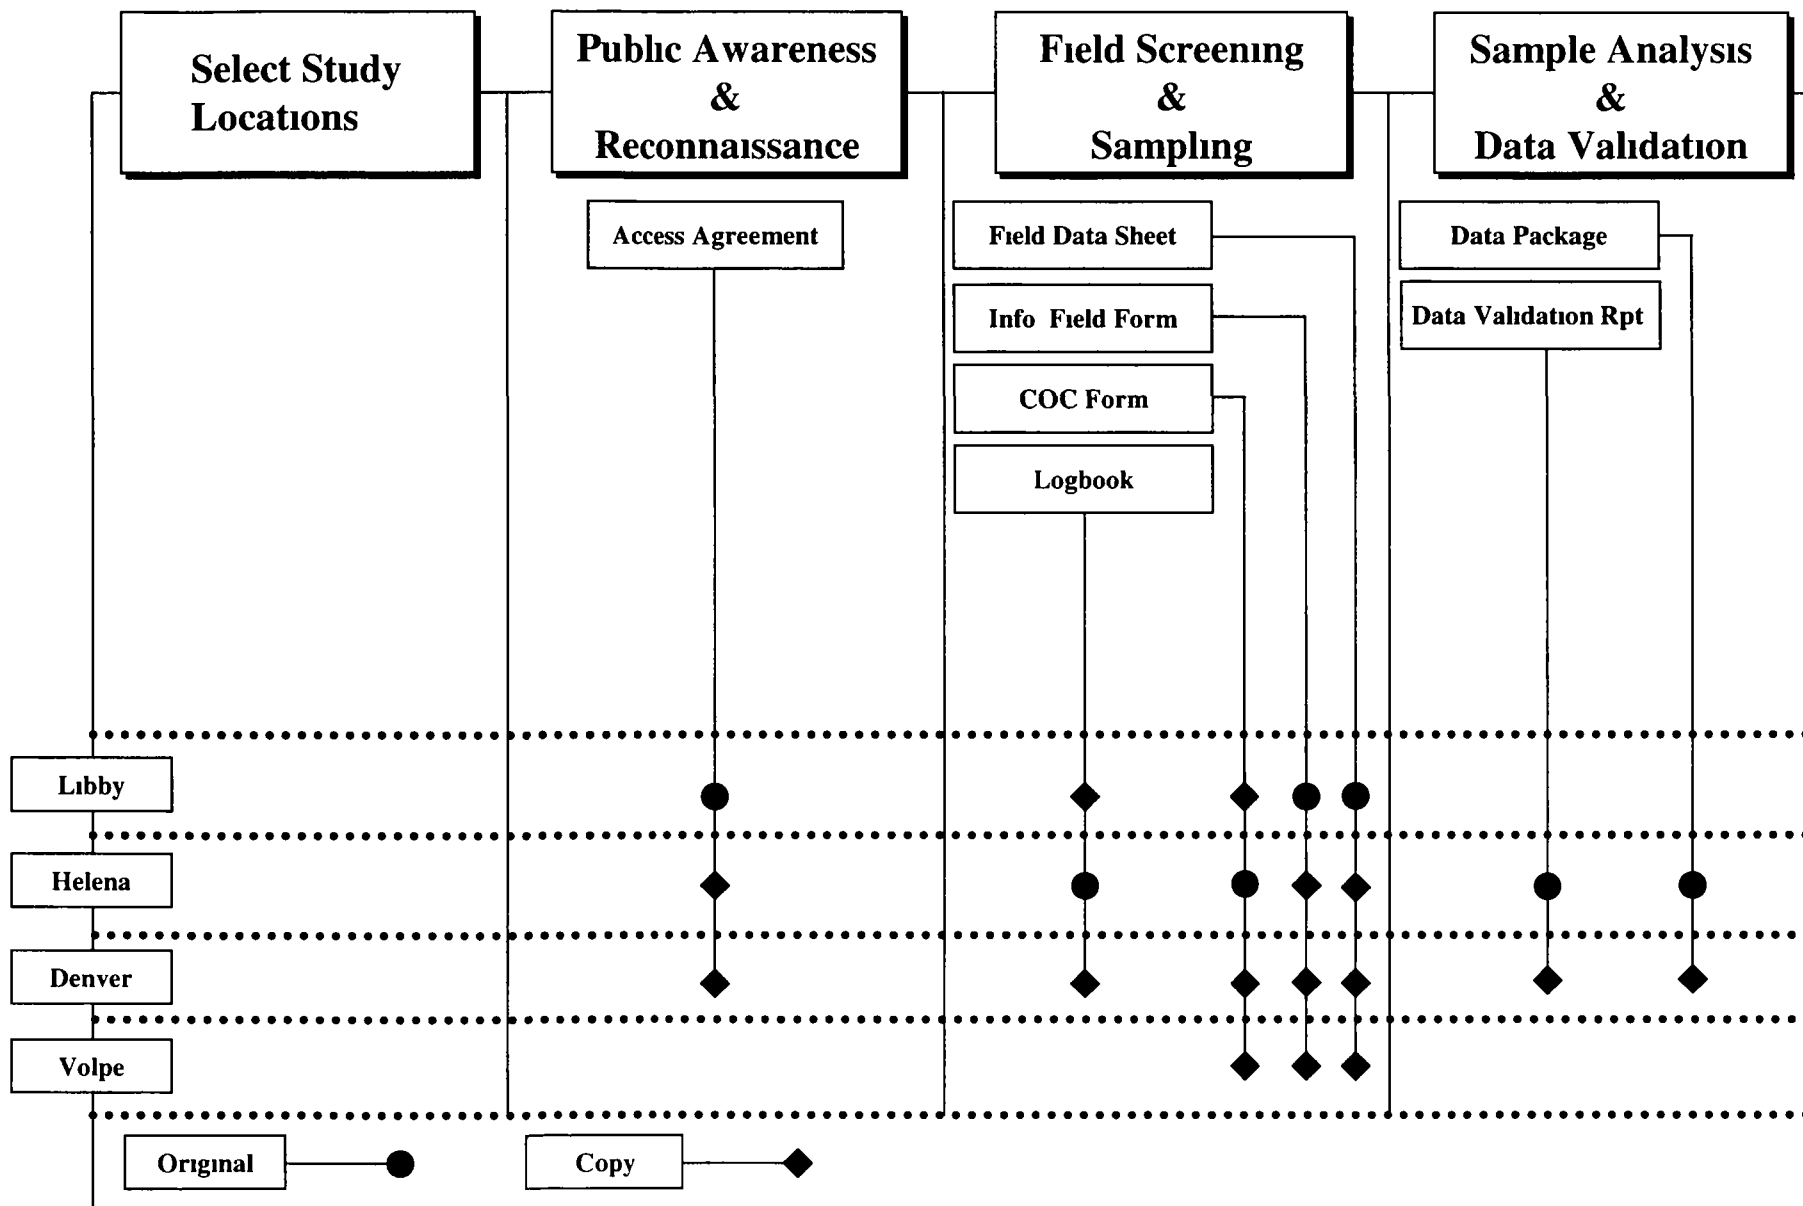 Select Study
Locations
Public Awareness
&
Reconnaissance
Field Screening
&
Sampling
Sample Analysis
&
Data Validation
Access Agreement
Field Data Sheet
Info Field Form
COC Form
Logbook
Data Package
Data Validation Rpt
Libby
Helena
Denver
Volpe
Original
Copy